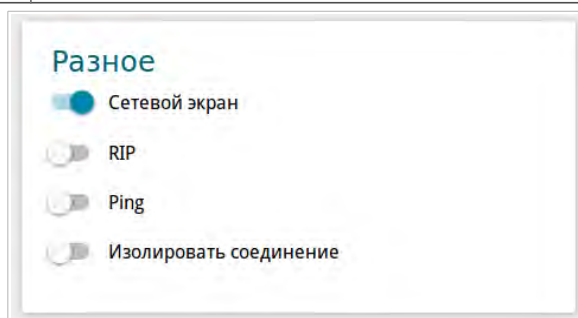 Разное
Сетевой экран
RIP
Ping
Изолировать соединение